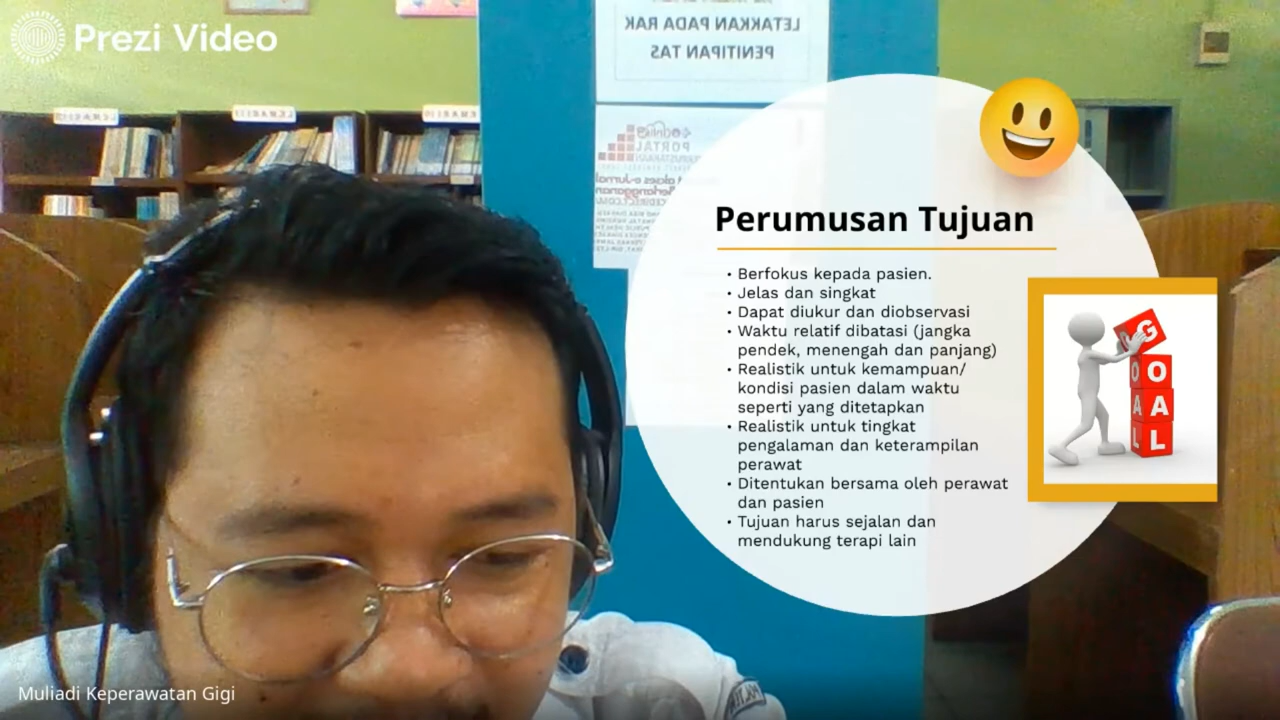 Prezi Video
LETAKKAN PADA RAK
PENITIPAN TAS
PORTAL
Perumusan Tujuan
• Berfokus kepada pasien.
• Jelas dan singkat
• Dapat diukur dan diobservasi
• Waktu relatif dibatasi (jangka
pendek, menengah dan panjang)
• Realistik untuk kemampuan/
kondisi pasien dalam waktu
seperti yang ditetapkan
• Realistik untuk tingkat
pengalaman dan keterampilan
perawat
• Ditentukan bersama oleh perawat
dan pasien
• Tujuan harus sejalan dan
mendukung terapi lain
G
O
A
L
Muliadi Keperawatan Gigi